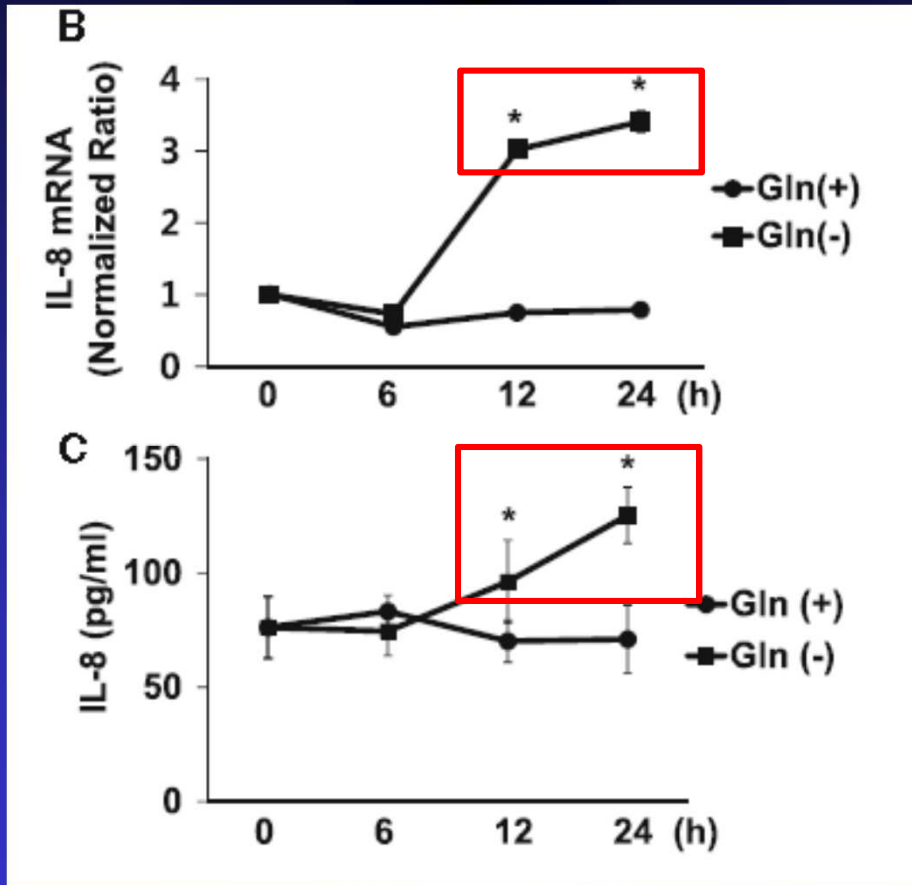 B
IL-8 mRNA
(Normalized Ratio)
4
3
2
1
0
*
*
Gln(+)
Gln(-)
0 6 12 24 (h)
C
IL-8 (pg/ml)
150
100
50
0
*
*
Gln (+)
Gln (-)
0 6 12 24 (h)